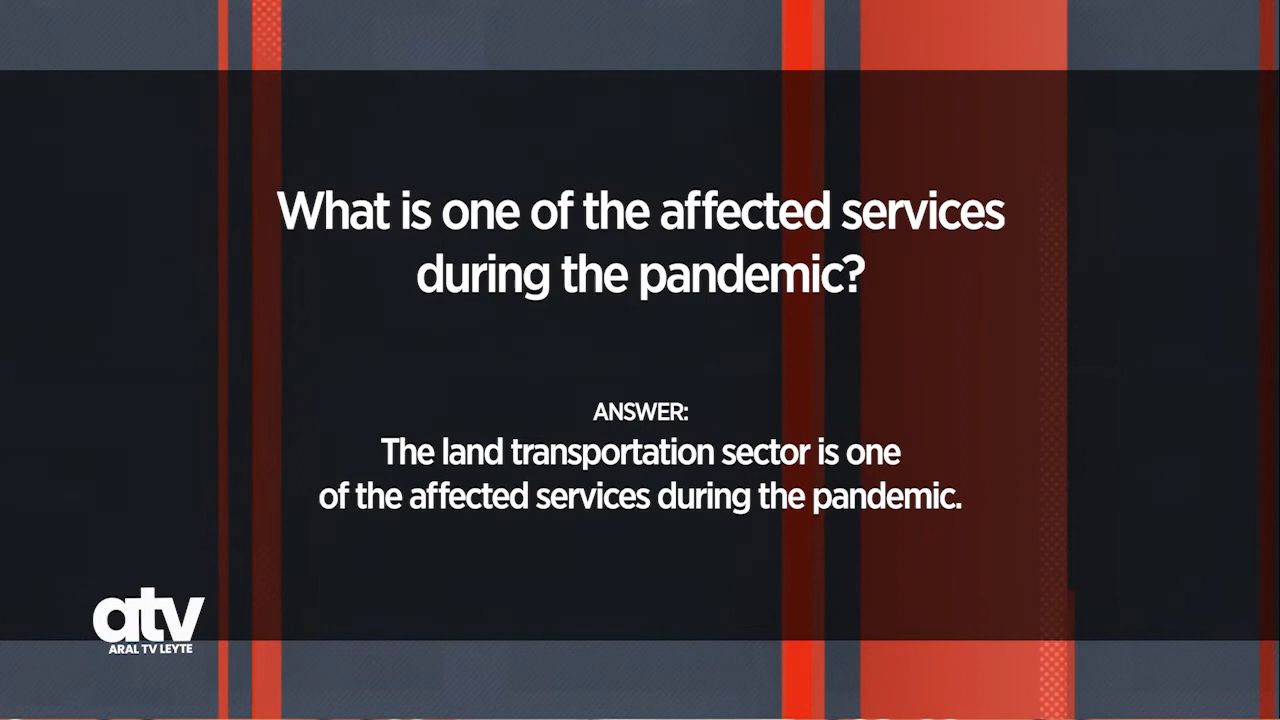 What is one of the affected services
during the pandemic?
ANSWER:
The land transportation sector is one
of the affected services during the pandemic.
atv
ARAL TV LEYTE